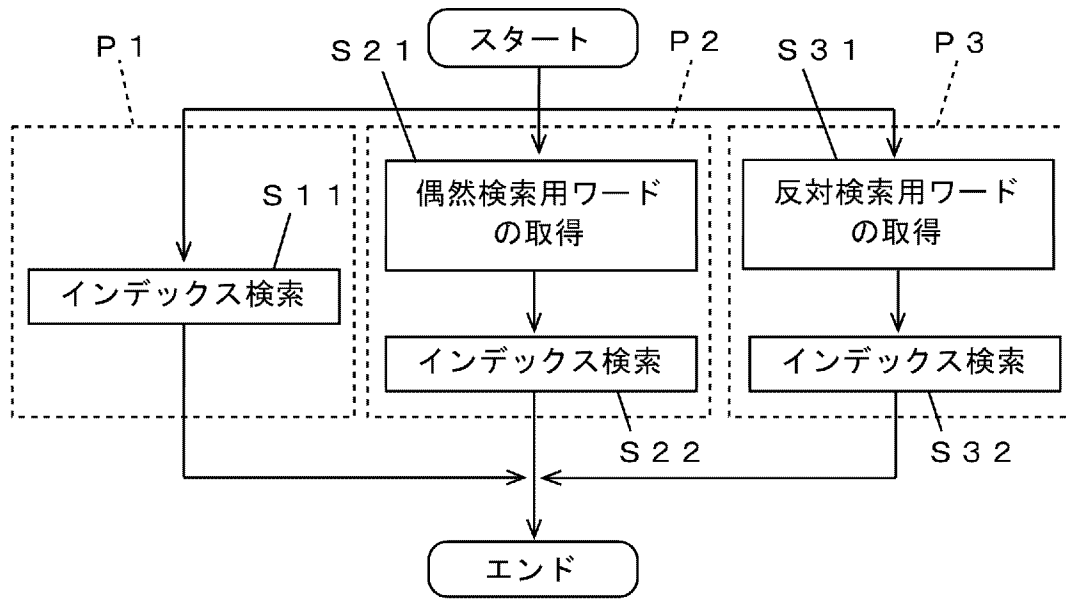 スタート
Ｐ１
Ｓ２１
Ｐ２
Ｓ３１
Ｐ３
Ｓ１１
インデックス検索
偶然検索用ワード
の取得
インデックス検索
Ｓ２２
反対検索用ワード
の取得
インデックス検索
Ｓ３２
エンド